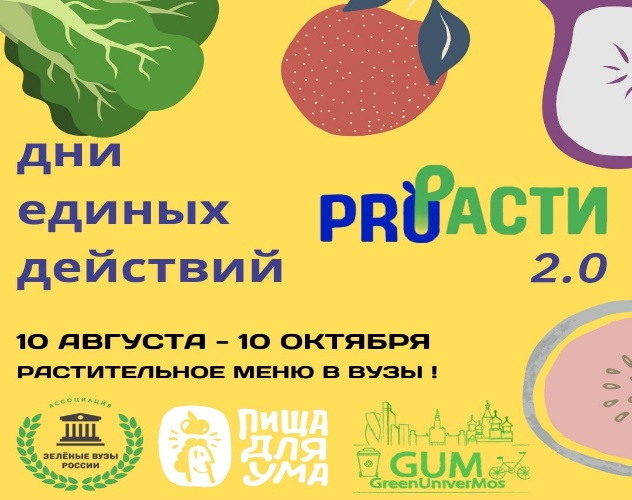 дни
единых
действий
PROРАСТИ
2.0
10 АВГУСТА - 10 ОКТЯБРЯ
РАСТИТЕЛЬНОЕ МЕНЮ В ВУЗЫ !
АССОЦИАЦИЯ
ЗЕЛЁНЫЕ ВУЗЫ
РОССИИ
ПИЩА
ДЛЯ
УМА
GUM
GreenUniverMos